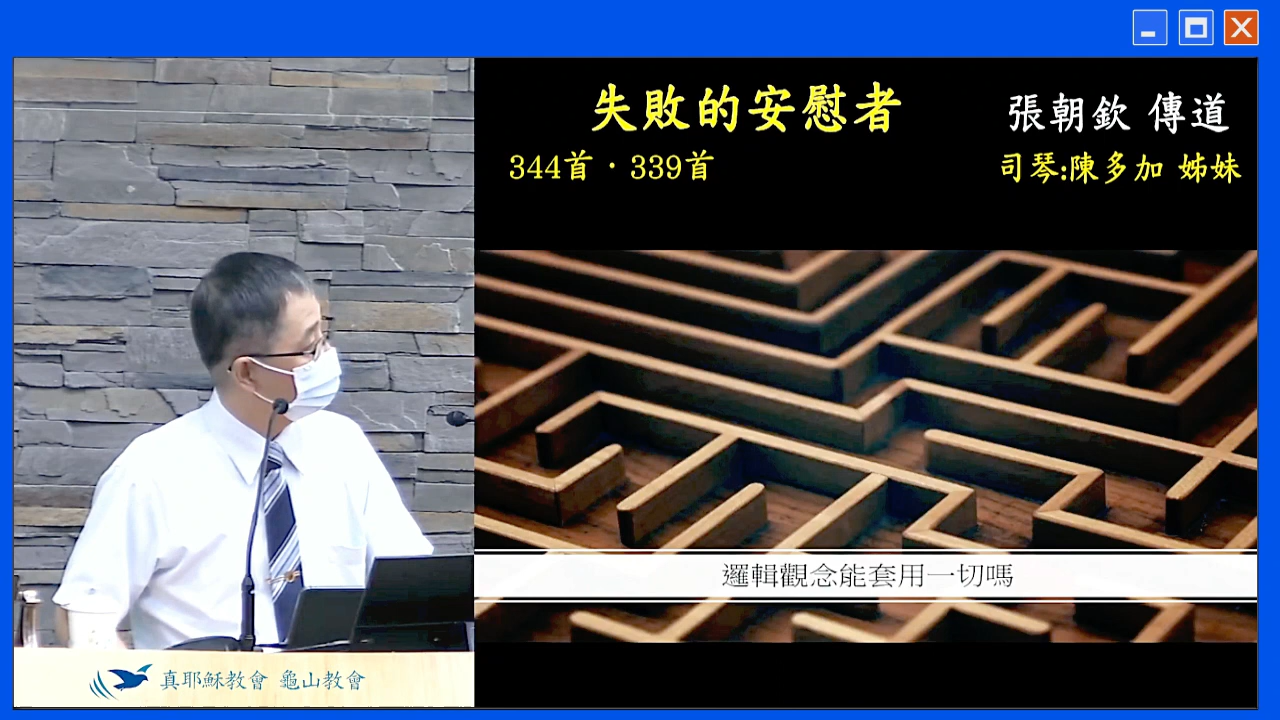 失敗的安慰者
張朝欽 傳道
344首·339首
司琴:陳多加 姊妹
邏輯觀念能套用一切嗎
真耶穌教會 龜山教會